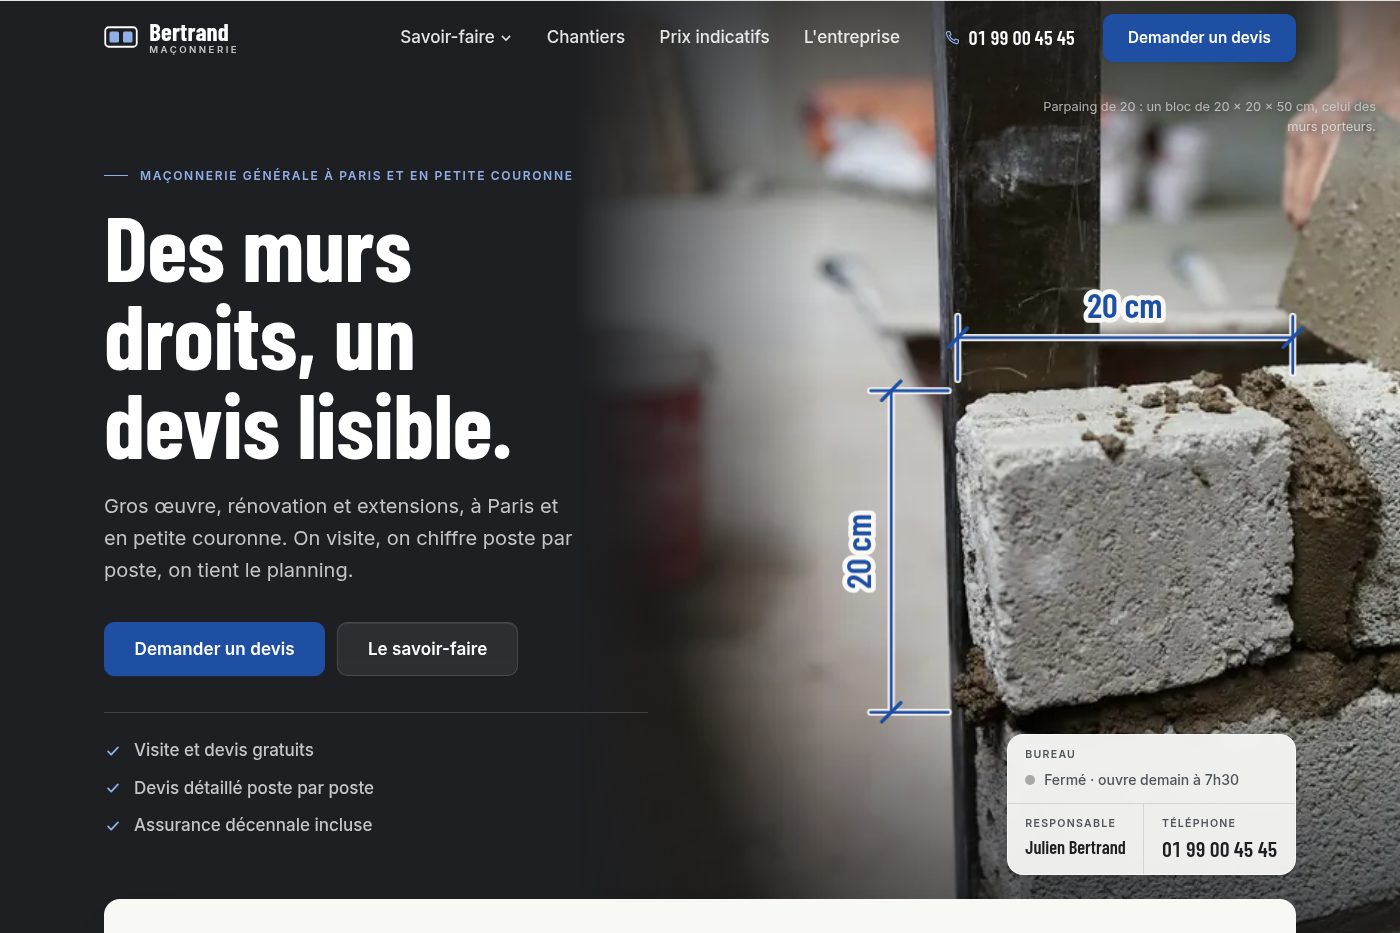 Bertrand
MAÇONNERIE
Savoir-faire
Chantiers
Prix indicatifs
L'entreprise
01 99 00 45 45
Demander un devis
Parpaing de 20 : un bloc de 20 × 20 × 50 cm, celui des
murs porteurs.
MAÇONNERIE GÉNÉRALE À PARIS ET EN PETITE COURONNE
Des murs
droits, un
devis lisible.
Gros œuvre, rénovation et extensions, à Paris et
en petite couronne. On visite, on chiffre poste par
poste, on tient le planning.
Demander un devis
Le savoir-faire
Visite et devis gratuits
Devis détaillé poste par poste
Assurance décennale incluse
20 cm
20 cm
BUREAU
Fermé · ouvre demain à 7h30
RESPONSABLE
Julien Bertrand
TÉLÉPHONE
01 99 00 45 45